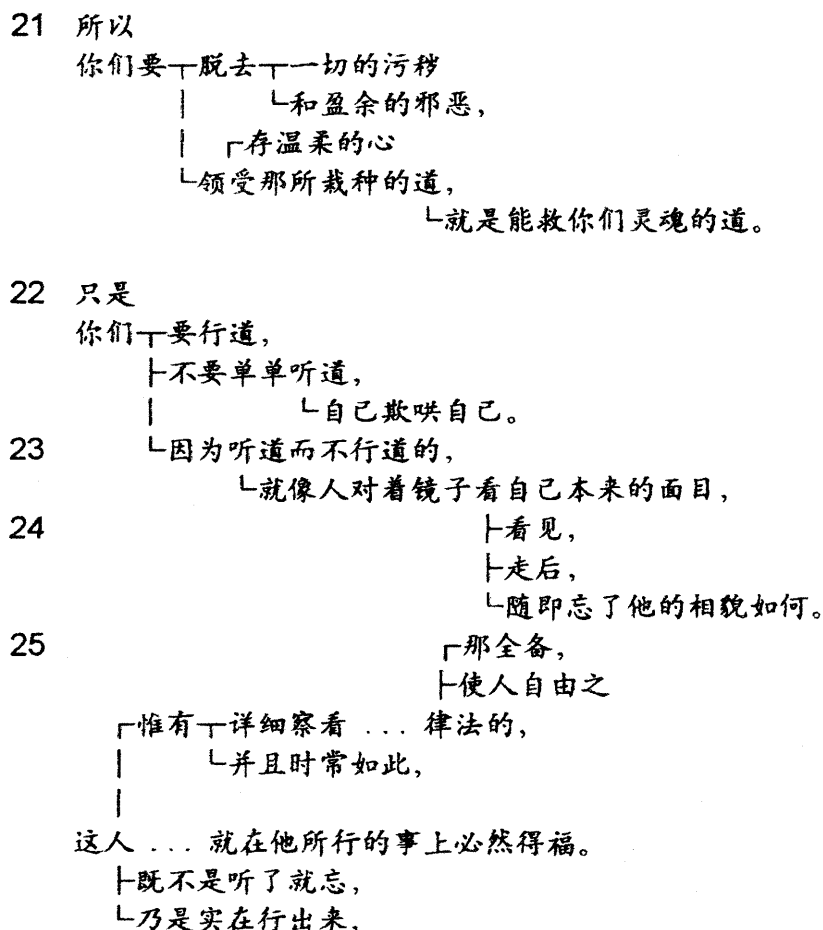 21 所以
你们要┬脱去┬一切的污秽
│ └和盈余的邪恶,
│ ┌存温柔的心
└领受那所栽种的道,
└就是能救你们灵魂的道。
22 只是
你们┬要行道,
├不要单单听道,
│ └自己欺哄自己。
23 └因为听道而不行道的,
└就像人对着镜子看自己本来的面目,
24 ├看见,
├走后,
└随即忘了他的相貌如何。
25 ┌那全备,
├使人自由之
┌惟有┬详细察看 ... 律法的,
│ └并且时常如此,
│
这人 ... 就在他所行的事上必然得福。
├既不是听了就忘,
└乃是实在行出来,